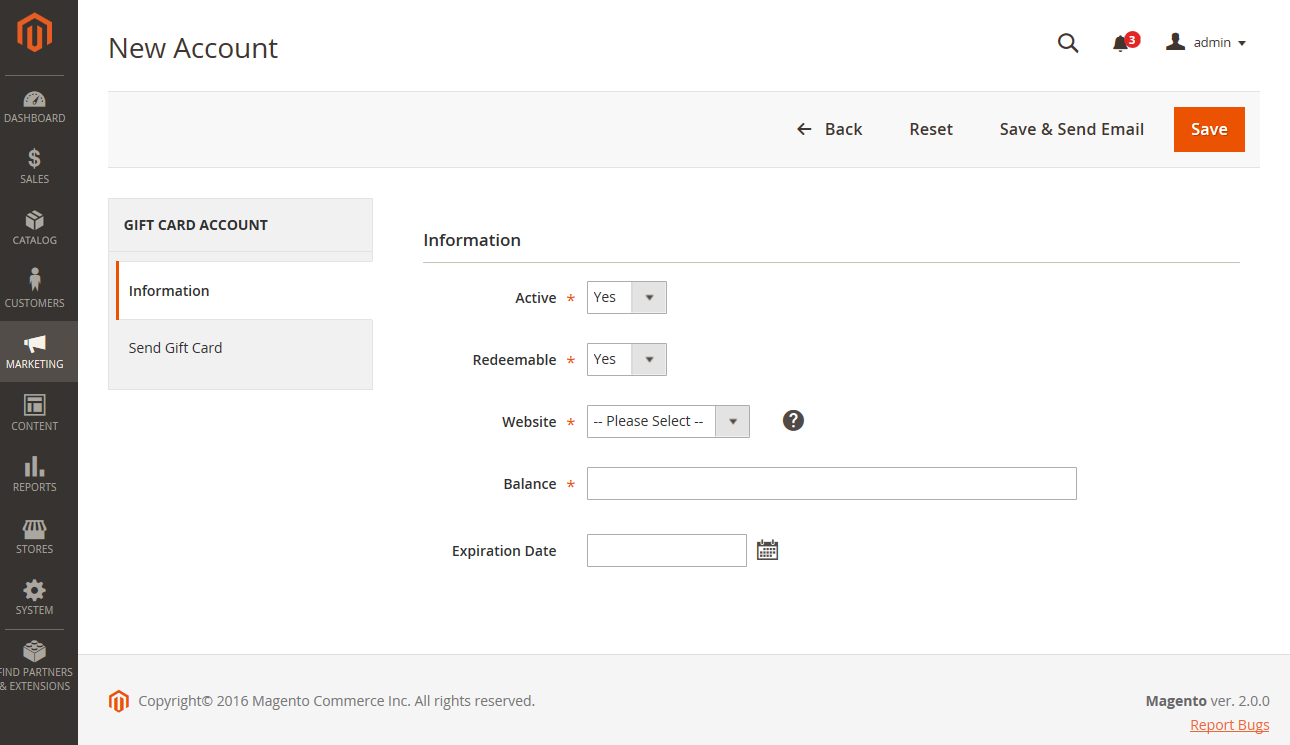 New Account
3
admin
← Back
Reset
Save & Send Email
Save
DASHBOARD
$
SALES
CATALOG
CUSTOMERS
MARKETING
CONTENT
REPORTS
STORES
SYSTEM
FIND PARTNERS
& EXTENSIONS
GIFT CARD ACCOUNT
Information
Send Gift Card
Information
Active * Yes
Redeemable * Yes
Website * -- Please Select -- ?
Balance *
Expiration Date
Copyright© 2016 Magento Commerce Inc. All rights reserved.
Magento ver. 2.0.0
Report Bugs